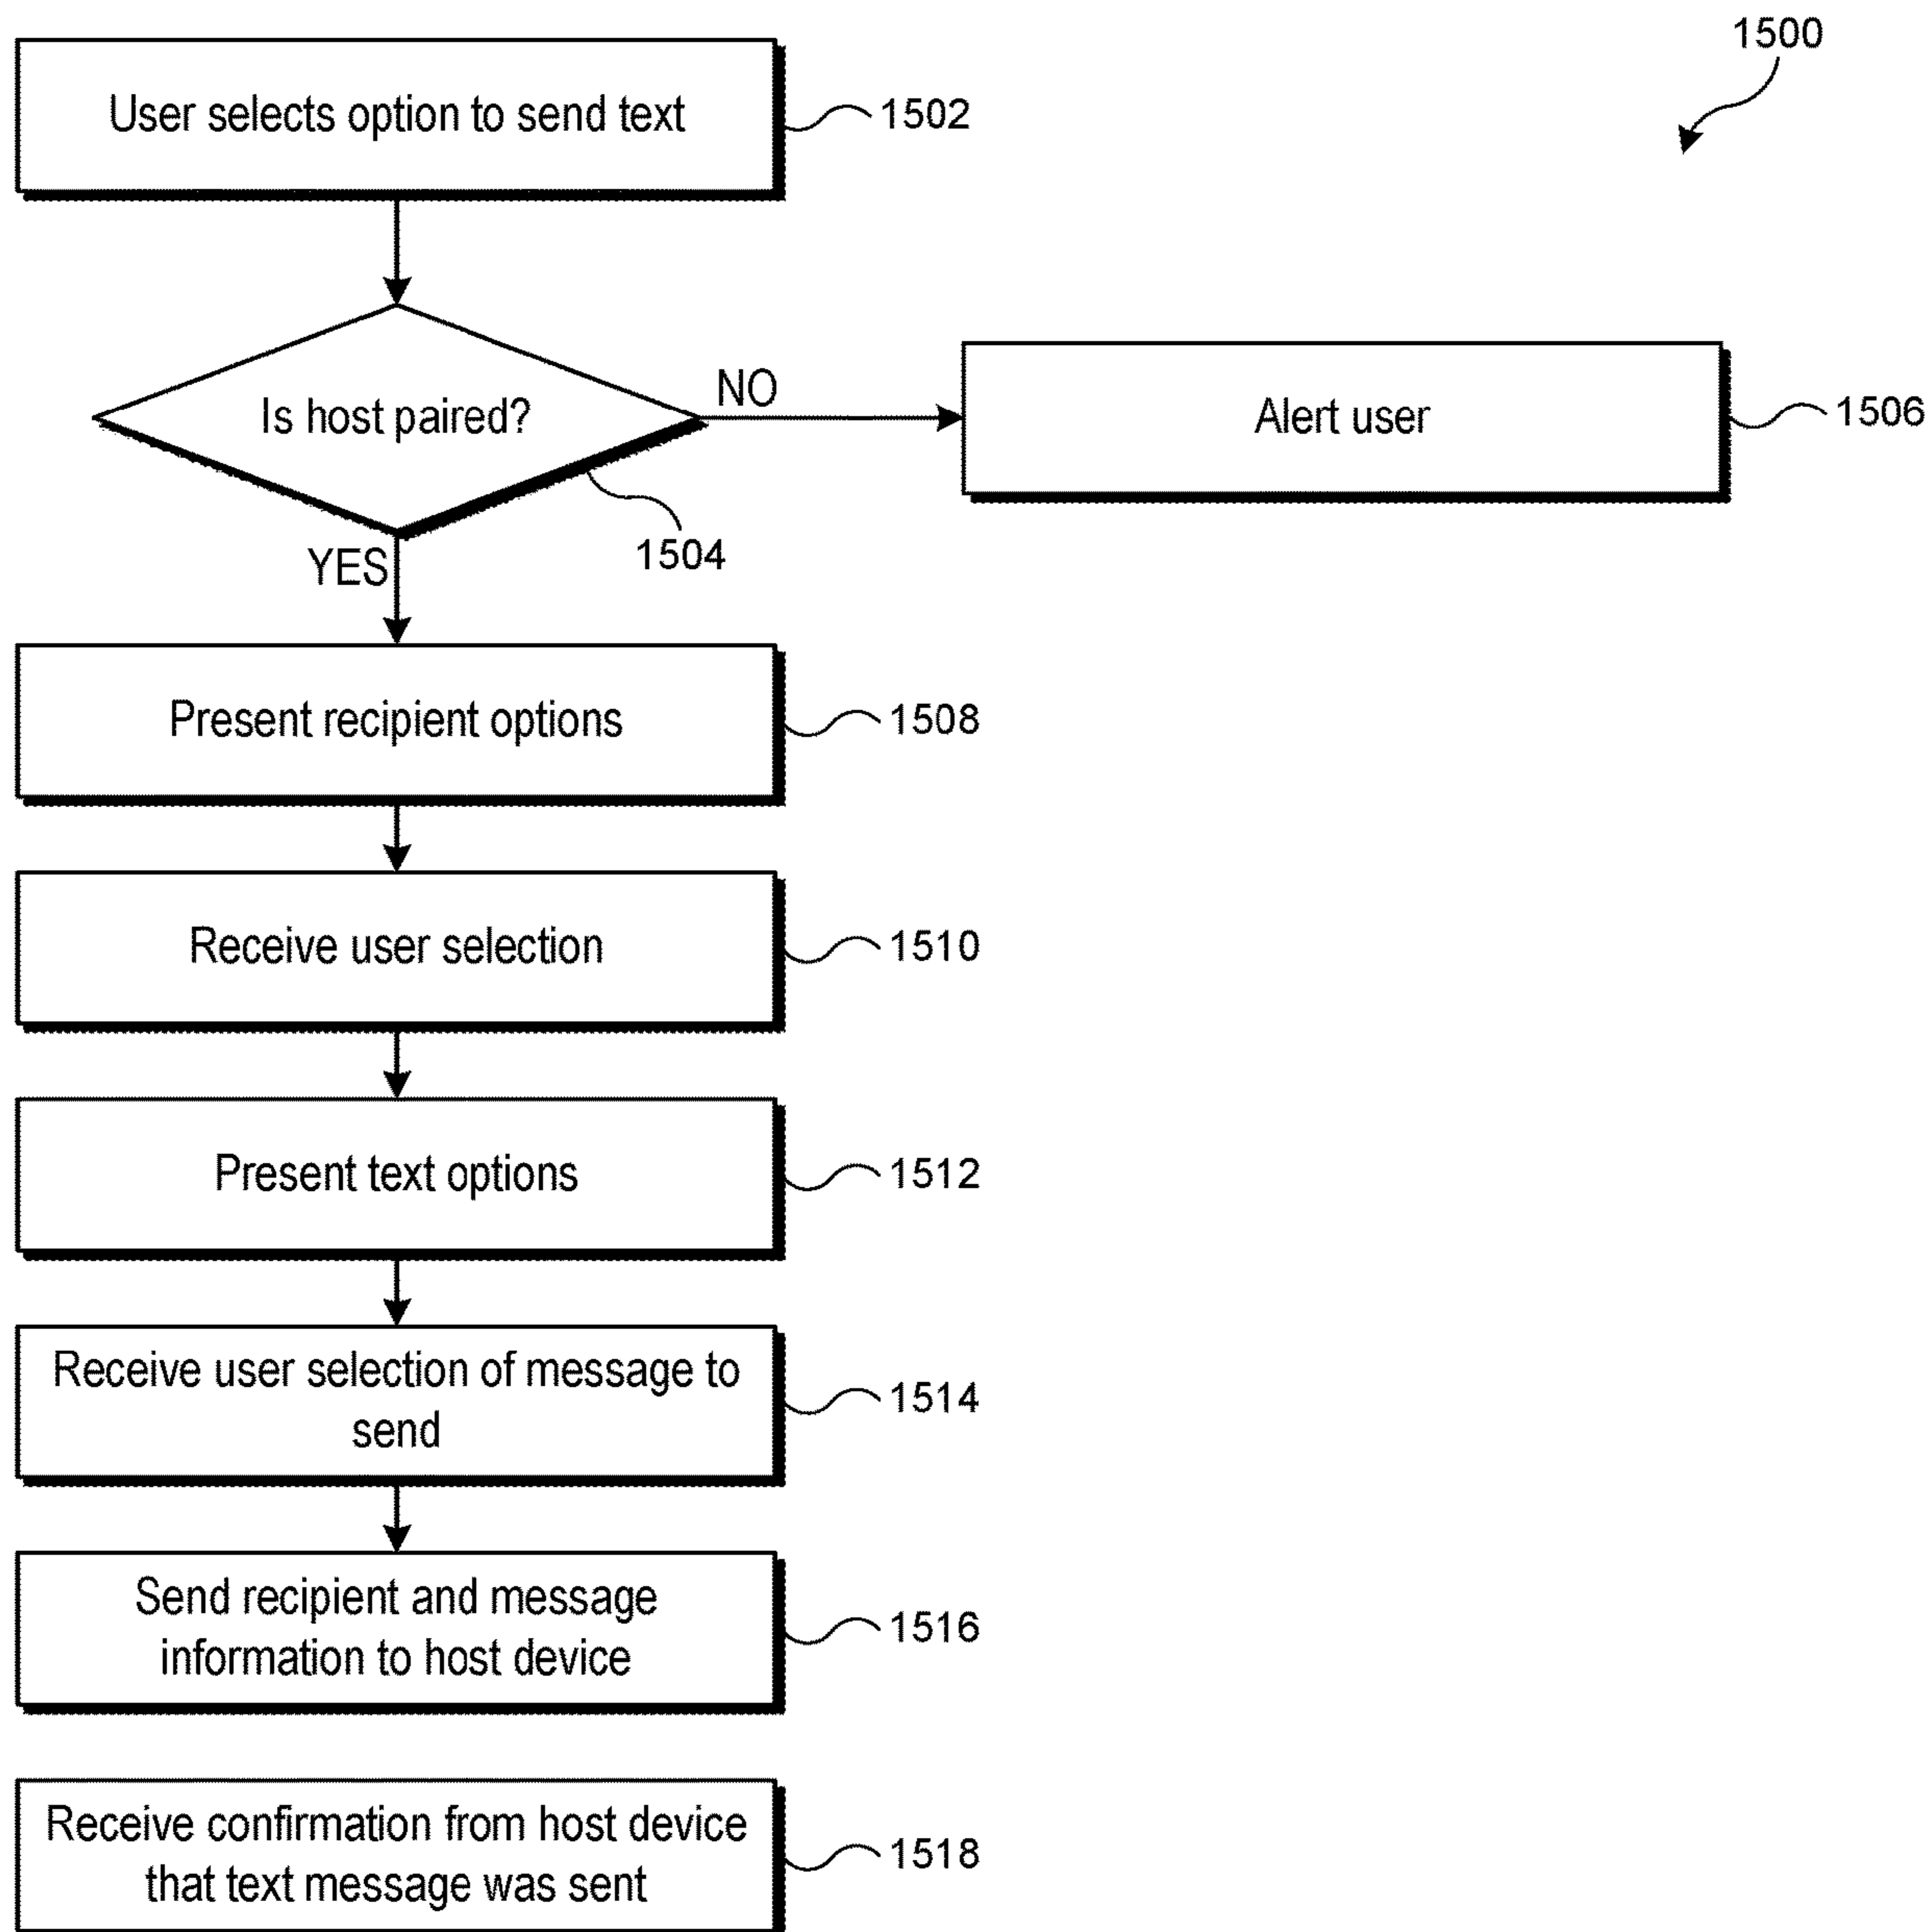 1500
User selects option to send text
1502
Is host paired?
NO
Alert user
1506
1504
YES
Present recipient options
1508
Receive user selection
1510
Present text options
1512
Receive user selection of message to
send
1514
Send recipient and message
information to host device
1516
Receive confirmation from host device
that text message was sent
1518